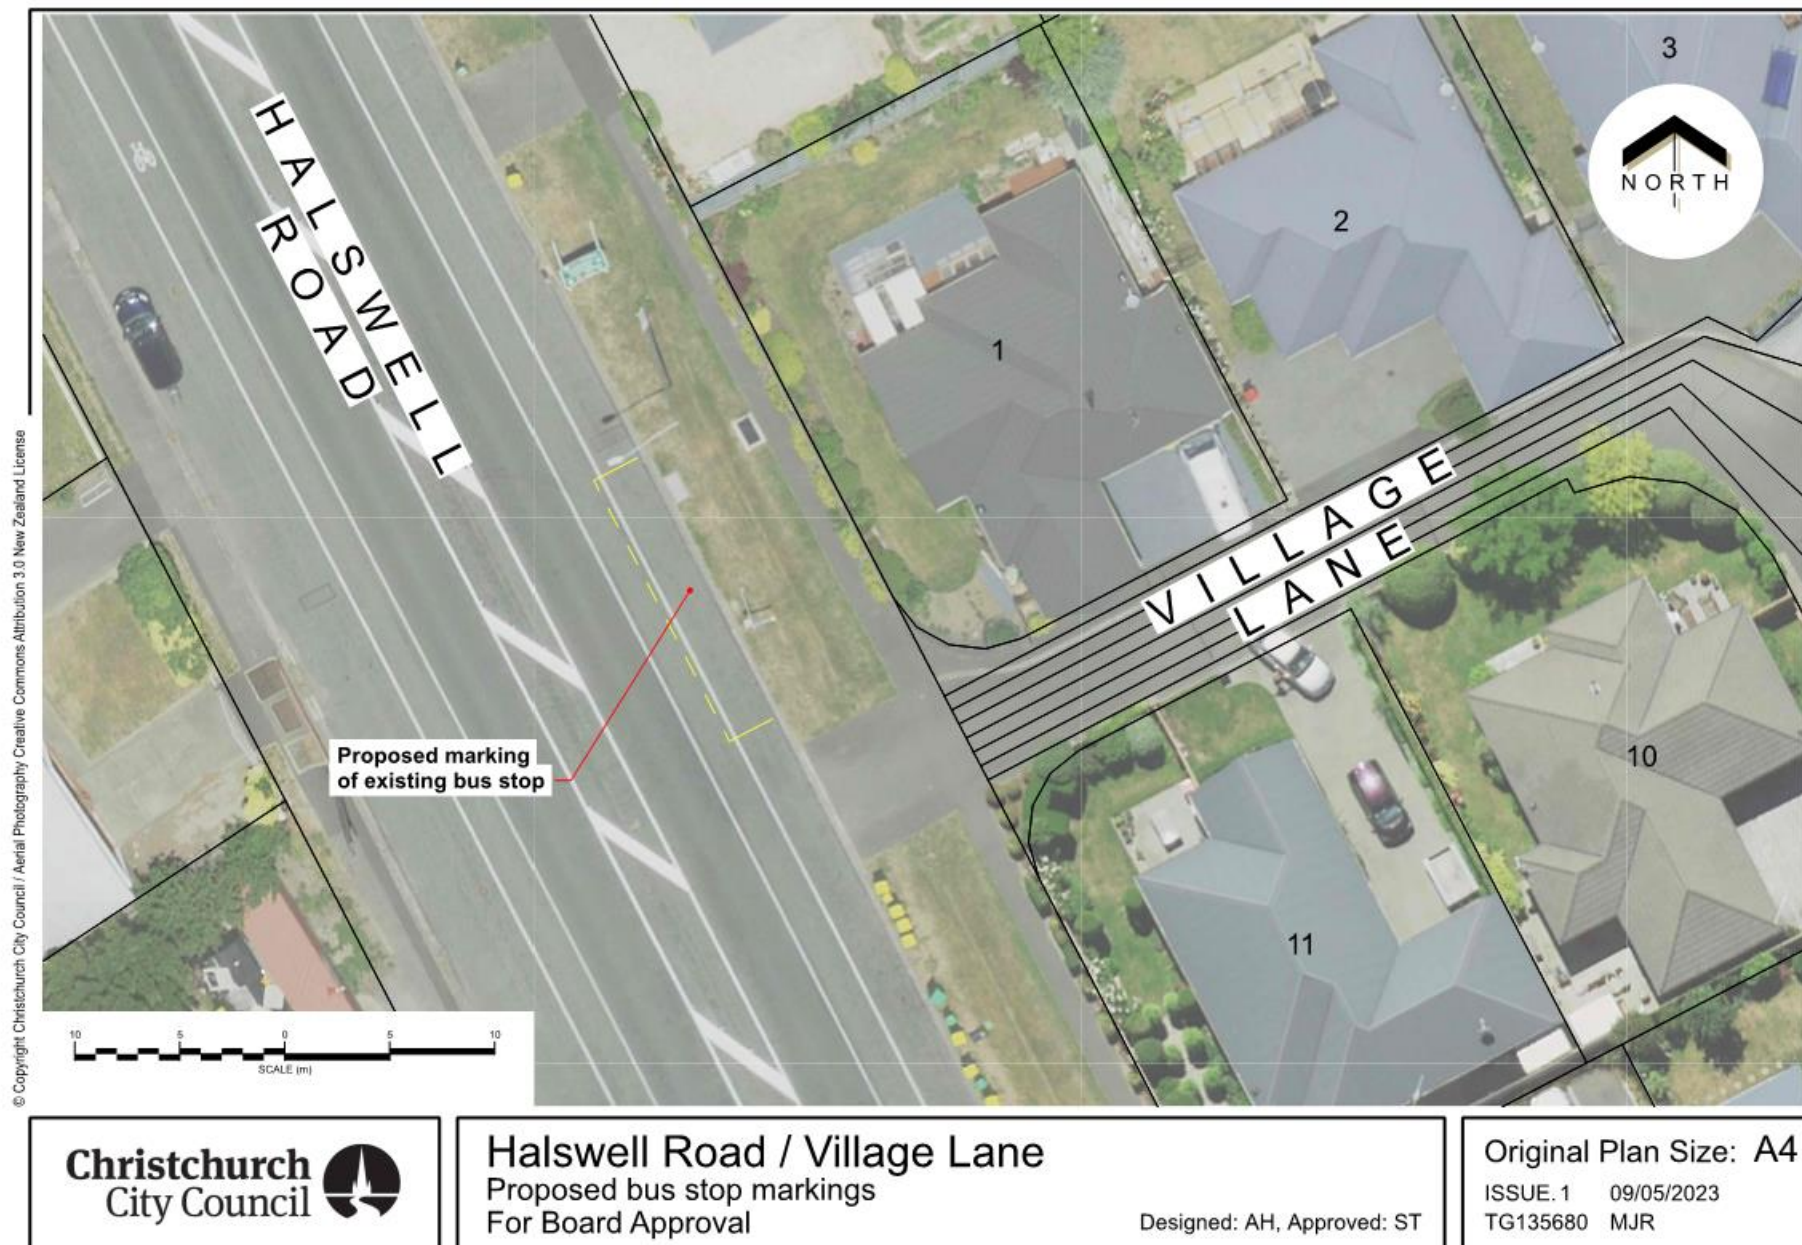 HALSWELL
ROAD
3
NORTH
2
1
VILLAGE
LANE
10
11
Proposed marking
of existing bus stop
10 5 0 5 10
SCALE (m)
© Copyright Christchurch City Council / Aerial Photography Creative Commons Attribution 3.0 New Zealand License
Christchurch
City Council
Halswell Road / Village Lane
Proposed bus stop markings
For Board Approval
Designed: AH, Approved: ST
Original Plan Size: A4
ISSUE. 1 09/05/2023
TG135680 MJR